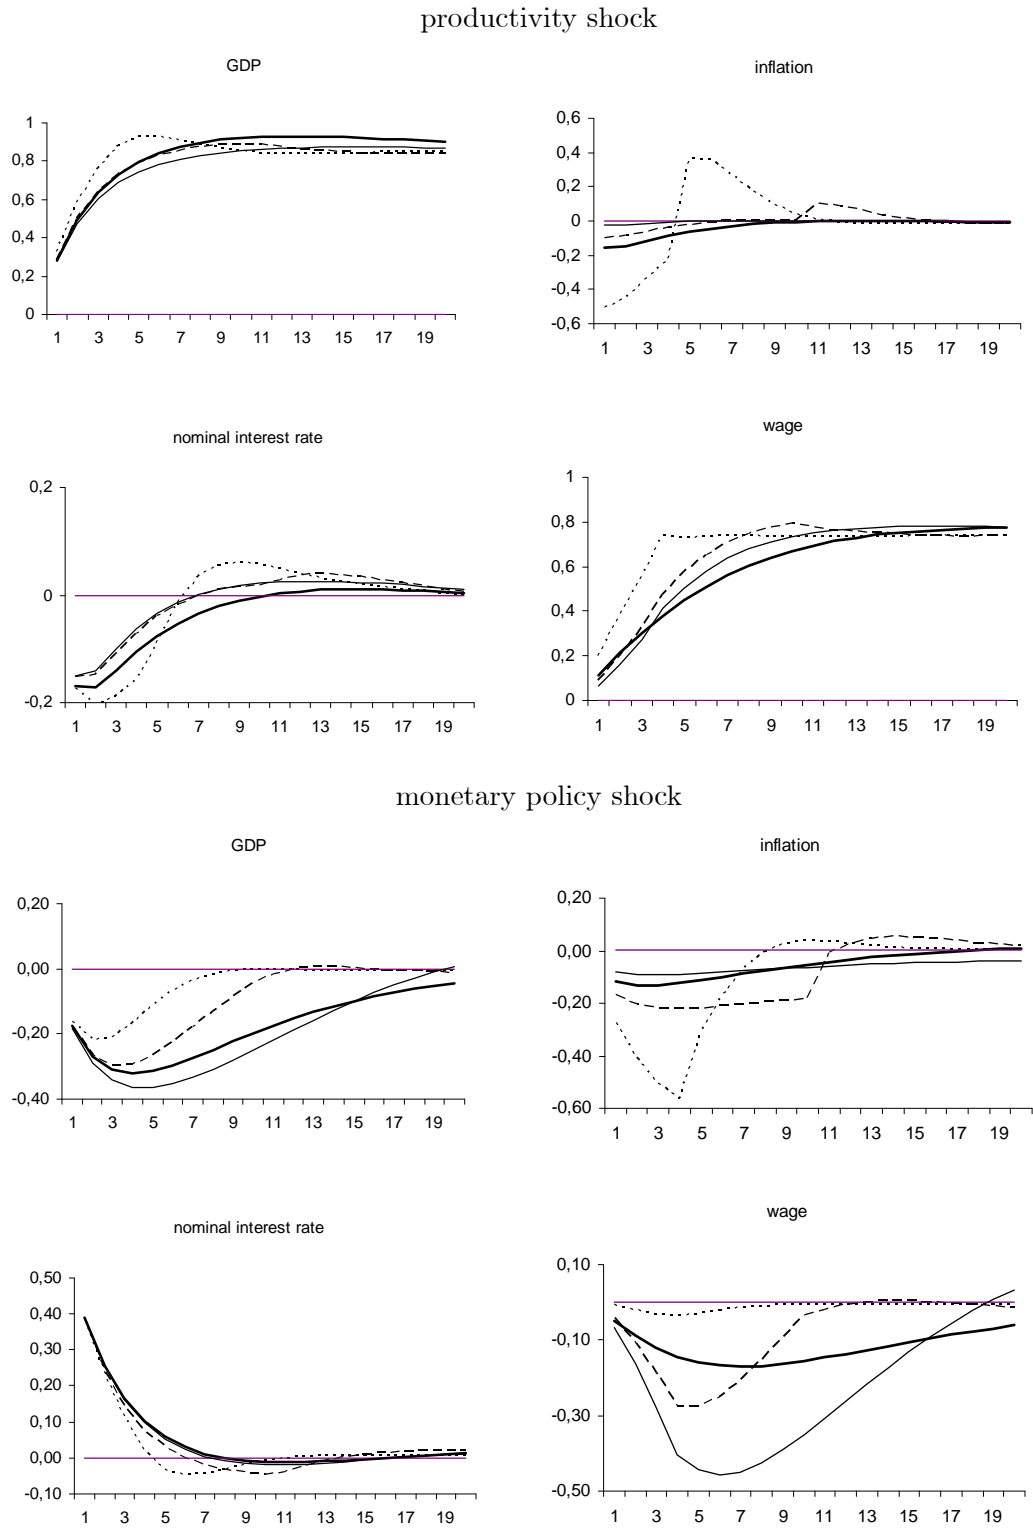 productivity shock
GDP
1
0,8
0,6
0,4
0,2
0
1 3 5 7 9 11 13 15 17 19
inflation
0,6
0,4
0,2
0
-0,2
-0,4
-0,6
1 3 5 7 9 11 13 15 17 19
nominal interest rate
0,2
0
-0,2
1 3 5 7 9 11 13 15 17 19
wage
1
0,8
0,6
0,4
0,2
0
1 3 5 7 9 11 13 15 17 19
monetary policy shock
GDP
0,20
0,00
-0,20
-0,40
1 3 5 7 9 11 13 15 17 19
inflation
0,20
0,00
-0,20
-0,40
-0,60
1 3 5 7 9 11 13 15 17 19
nominal interest rate
0,50
0,40
0,30
0,20
0,10
0,00
-0,10
1 3 5 7 9 11 13 15 17 19
wage
0,10
-0,10
-0,30
-0,50
1 3 5 7 9 11 13 15 17 19